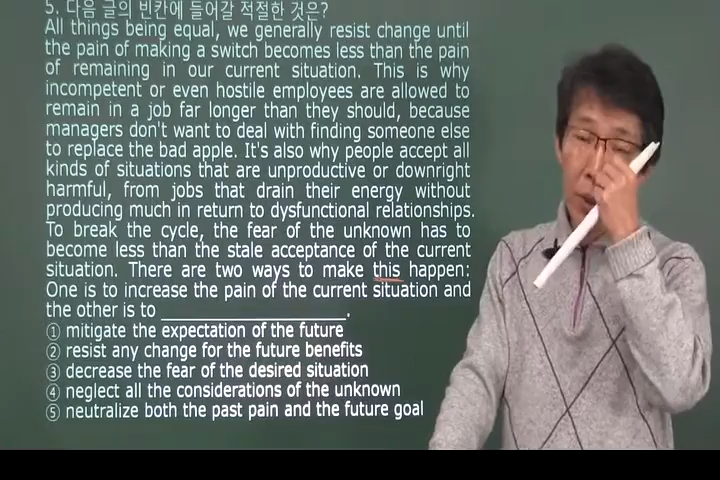 5. 다음 글의 빈칸에 들어갈 적절한 것은?
All things being equal, we generally resist change until
the pain of making a switch becomes less than the pain
of remaining in our current situation. This is why
incompetent or even hostile employees are allowed to
remain in a job far longer than they should, because
managers don't want to deal with finding someone else
to replace the bad apple. It's also why people accept all
kinds of situations that are unproductive or downright
harmful, from jobs that drain their energy without
producing much in return to dysfunctional relationships.
To break the cycle, the fear of the unknown has to
become less than the stale acceptance of the current
situation. There are two ways to make this happen:
One is to increase the pain of the current situation and
the other is to ____________________.
① mitigate the expectation of the future
② resist any change for the future benefits
③ decrease the fear of the desired situation
④ neglect all the considerations of the unknown
⑤ neutralize both the past pain and the future goal